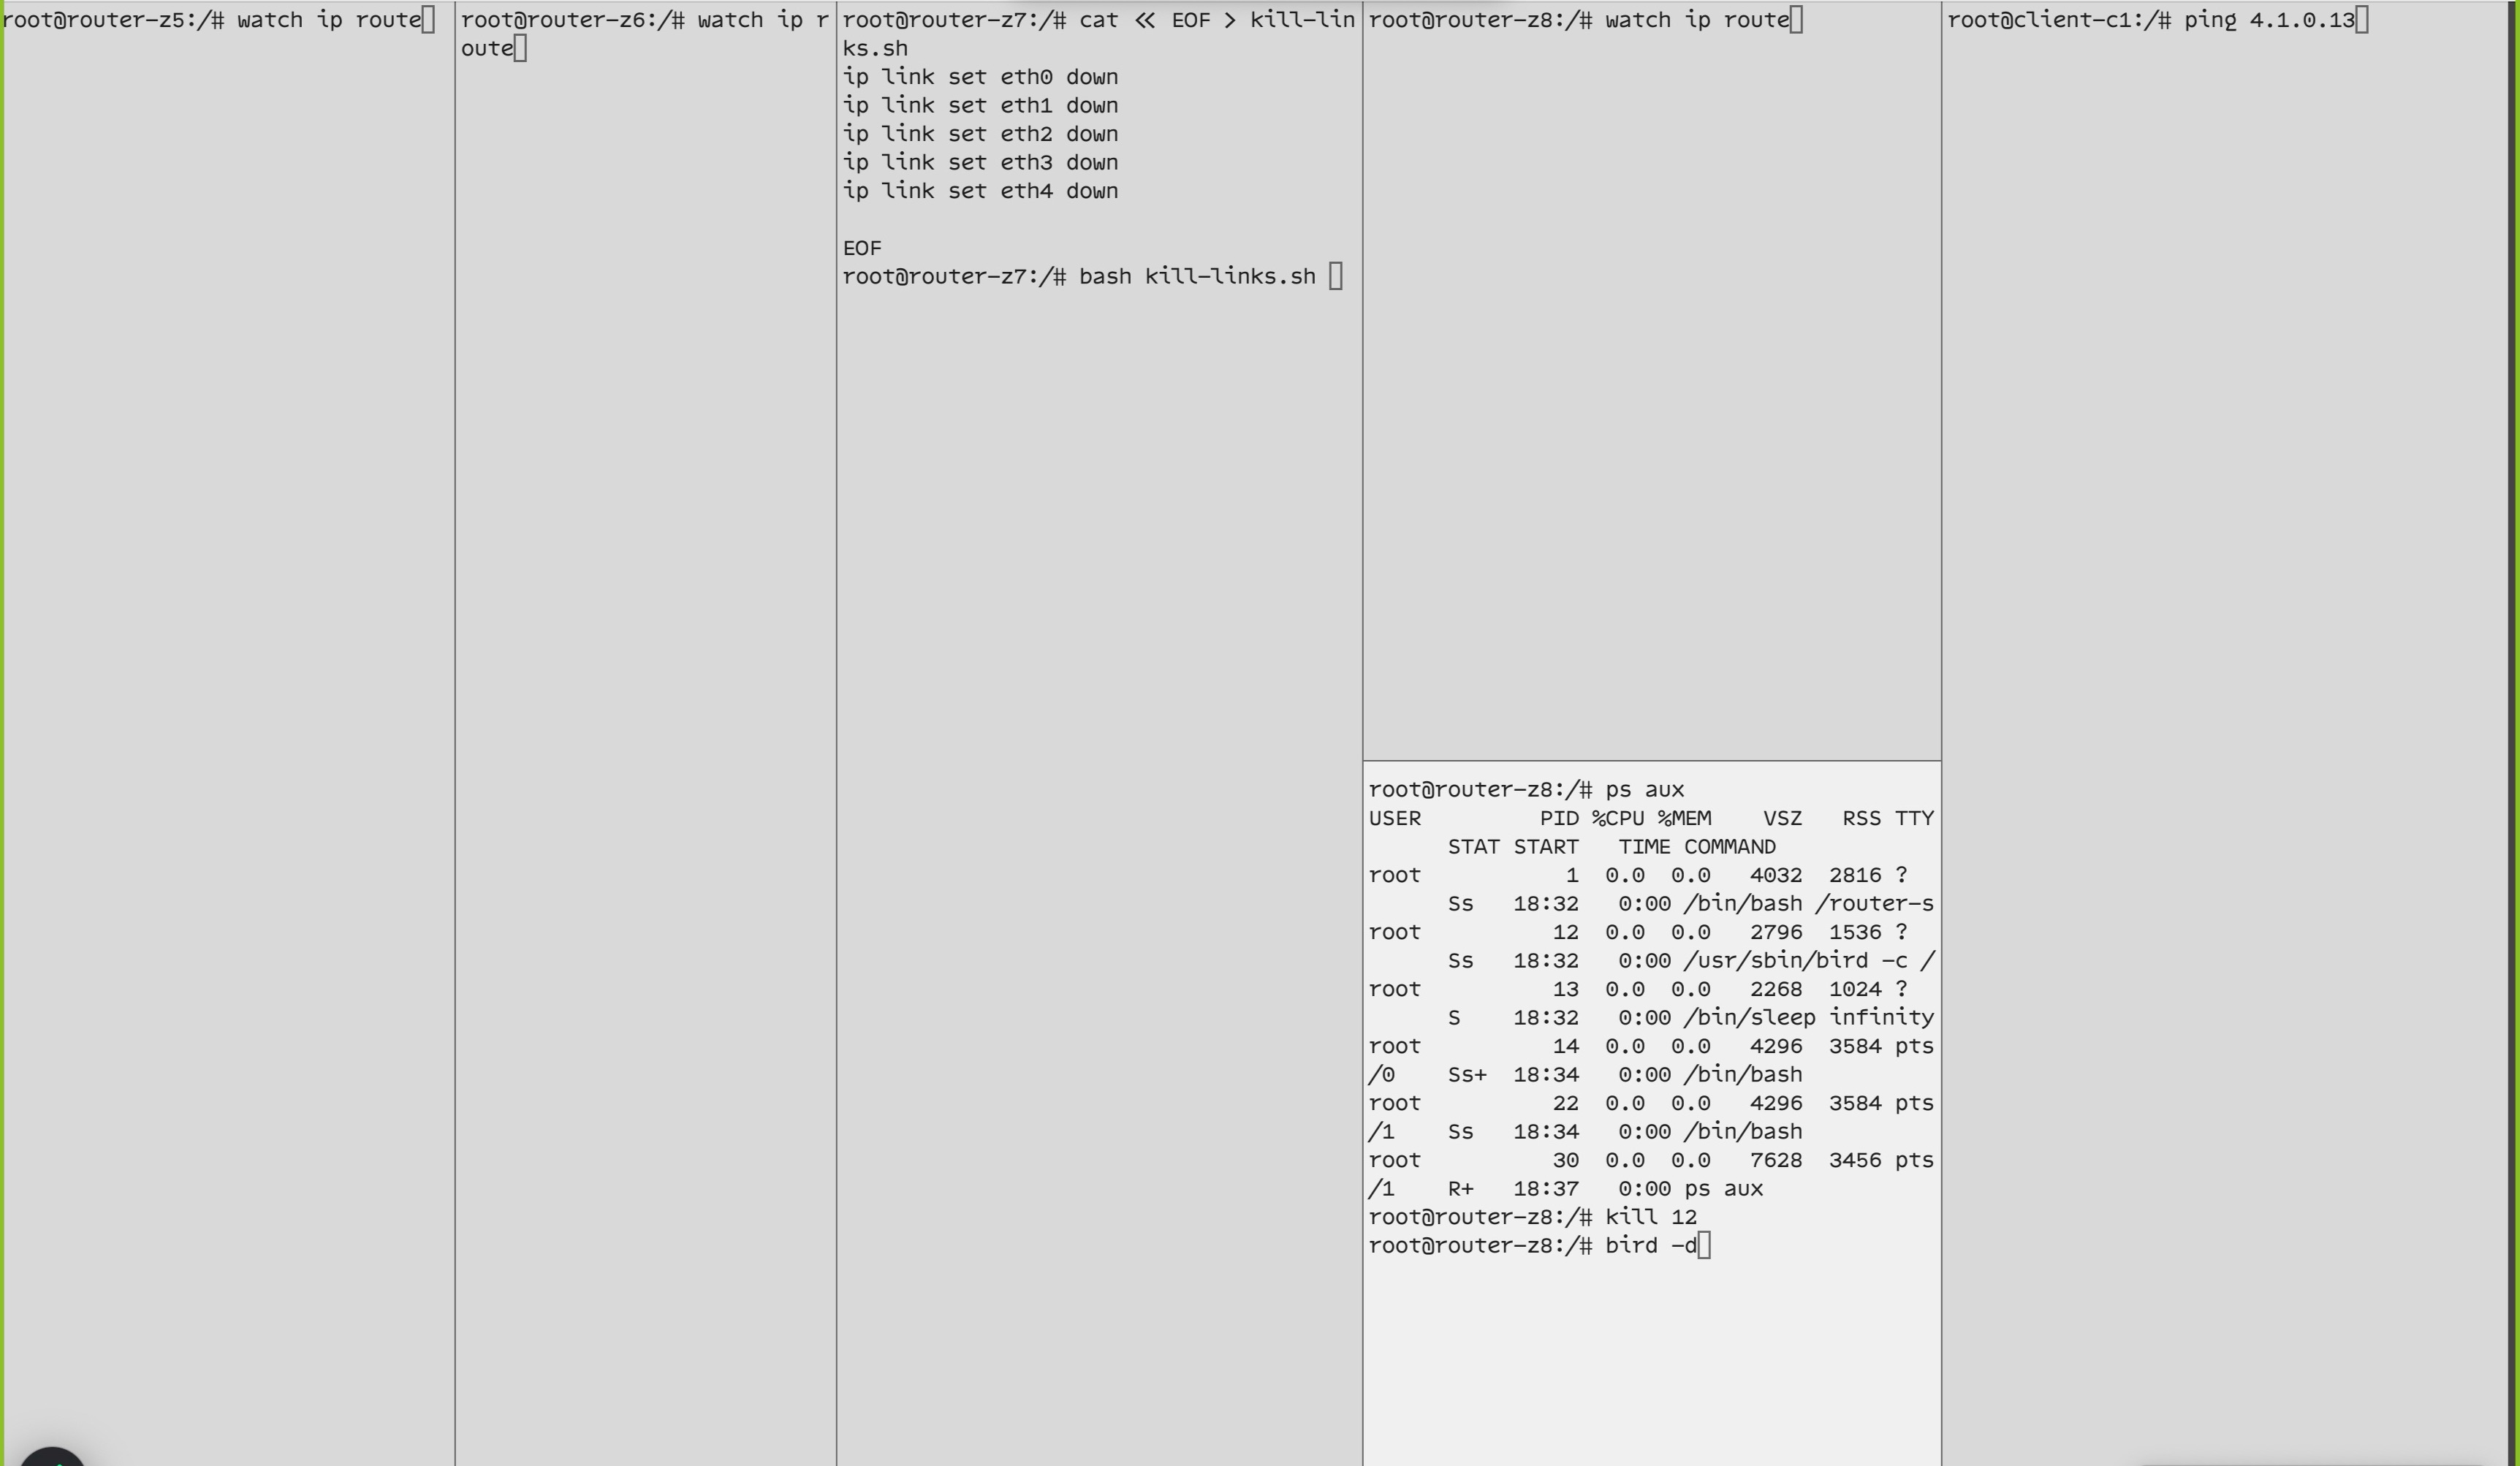 root@router-z5:/# watch ip route
root@router-z6:/# watch ip r
oute
root@router-z7:/# cat << EOF > kill-lin
ks.sh
ip link set eth0 down
ip link set eth1 down
ip link set eth2 down
ip link set eth3 down
ip link set eth4 down
EOF
root@router-z7:/# bash kill-links.sh
root@router-z8:/# watch ip route
root@router-z8:/# ps aux
USER         PID %CPU %MEM    VSZ   RSS TTY
      STAT START   TIME COMMAND
root           1  0.0  0.0   4032  2816 ?
      Ss   18:32   0:00 /bin/bash /router-s
root          12  0.0  0.0   2796  1536 ?
      Ss   18:32   0:00 /usr/sbin/bird -c /
root          13  0.0  0.0   2268  1024 ?
      S    18:32   0:00 /bin/sleep infinity
root          14  0.0  0.0   4296  3584 pts
/0    Ss+  18:34   0:00 /bin/bash
root          22  0.0  0.0   4296  3584 pts
/1    Ss   18:34   0:00 /bin/bash
root          30  0.0  0.0   7628  3456 pts
/1    R+   18:37   0:00 ps aux
root@router-z8:/# kill 12
root@router-z8:/# bird -d
root@client-c1:/# ping 4.1.0.13